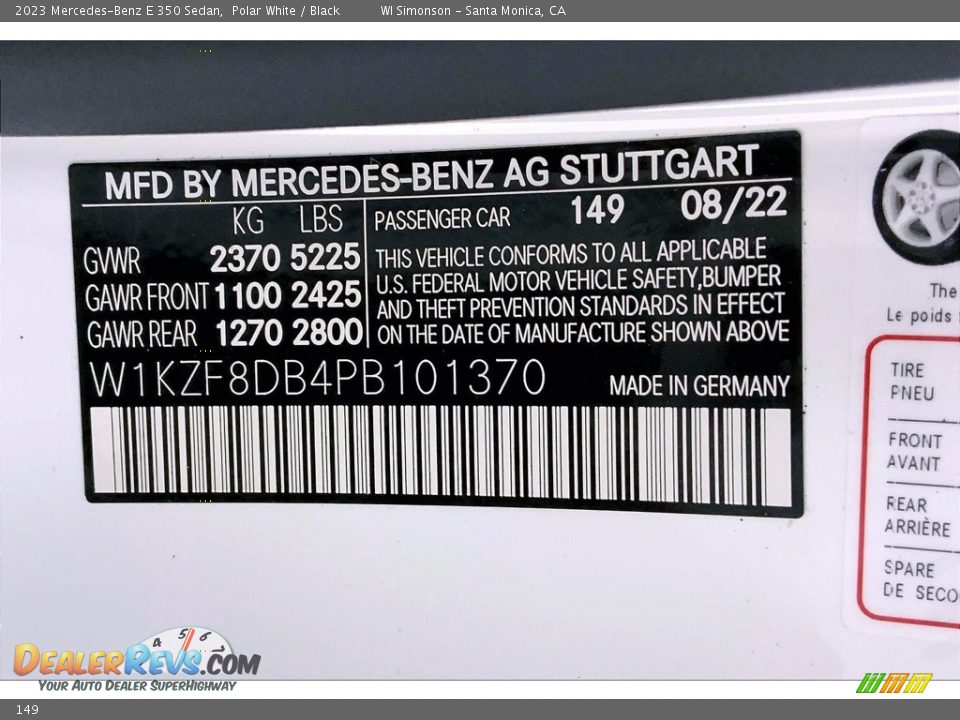 2023 Mercedes-Benz E 350 Sedan, Polar White / Black WI Simonson - Santa Monica, CA
MFD BY MERCEDES-BENZ AG STUTTGART
KG LBS PASSENGER CAR 149 08/22
GVWR 2370 5225
GAWR FRONT 1100 2425
GAWR REAR 1270 2800
THIS VEHICLE CONFORMS TO ALL APPLICABLE
U.S. FEDERAL MOTOR VEHICLE SAFETY, BUMPER
AND THEFT PREVENTION STANDARDS IN EFFECT
ON THE DATE OF MANUFACTURE SHOWN ABOVE
W1KZF8DB4PB101370 MADE IN GERMANY
The
Le poids
TIRE
PNEU
FRONT
AVANT
REAR
ARRIÈRE
SPARE
DE SECO
4 5 6 7
DEALERREVS.COM
YOUR AUTO DEALER SUPERHIGHWAY
149